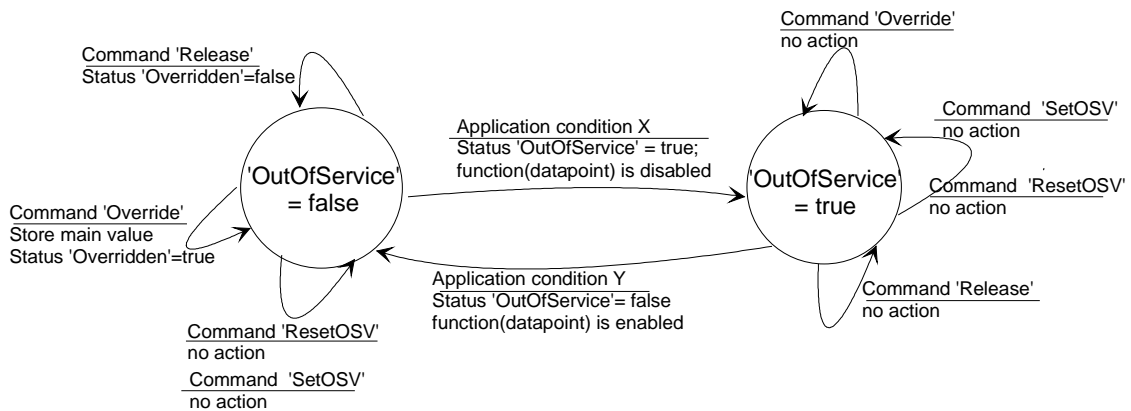 Command 'Release'
Status 'Overridden'=false
'OutOfService'
= false
Command 'Override'
Store main value
Status 'Overridden'=true
Command 'ResetOSV'
no action
Command 'SetOSV'
no action
Application condition X
Status 'OutOfService' = true;
function(datapoint) is disabled
Application condition Y
Status 'OutOfService'= false
function(datapoint) is enabled
Command 'Override'
no action
'OutOfService'
= true
Command 'SetOSV'
no action
Command 'ResetOSV'
no action
Command 'Release'
no action